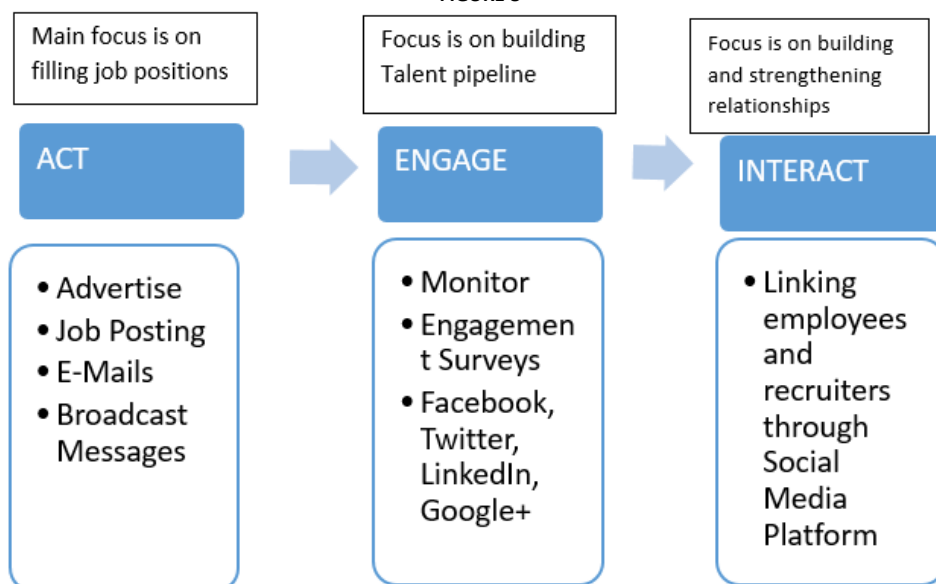 Main focus is on
filling job positions
ACT
• Advertise
• Job Posting
• E-Mails
• Broadcast
Messages
Focus is on building
Talent pipeline
ENGAGE
• Monitor
• Engagemen
t Surveys
• Facebook,
Twitter,
LinkedIn,
Google+
Focus is on building
and strengthening
relationships
INTERACT
• Linking
employees
and
recruiters
through
Social
Media
Platform